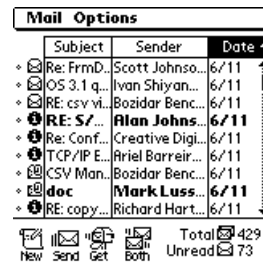 Mail Options
Subject Sender Date
Re: FrmD... Scott Johnso... 6/11
OS 3.1 q... Ivan Shiyan... 6/11
RE: csv vi... Bozidar Benc... 6/11
RE: S/... Alan Johns... 6/11
Re: Conf... Creative Digi... 6/11
TCP/IP E... Ariel Barreir... 6/11
CSV Man... Bozidar Benc... 6/11
doc Mark Luss... 6/11
RE: copy... Richard Hart... 6/11
New Send Get Both
Total 429
Unread 73